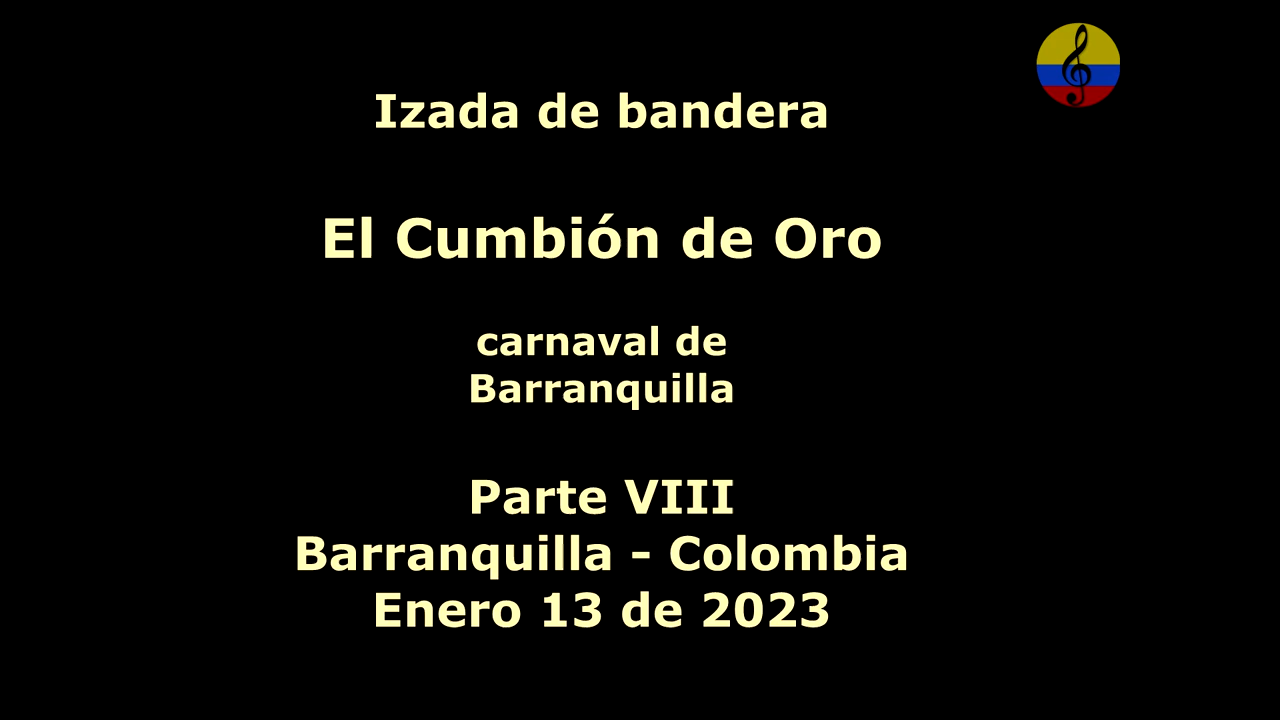 Izada de bandera
El Cumbión de Oro
carnaval de
Barranquilla
Parte VIII
Barranquilla - Colombia
Enero 13 de 2023